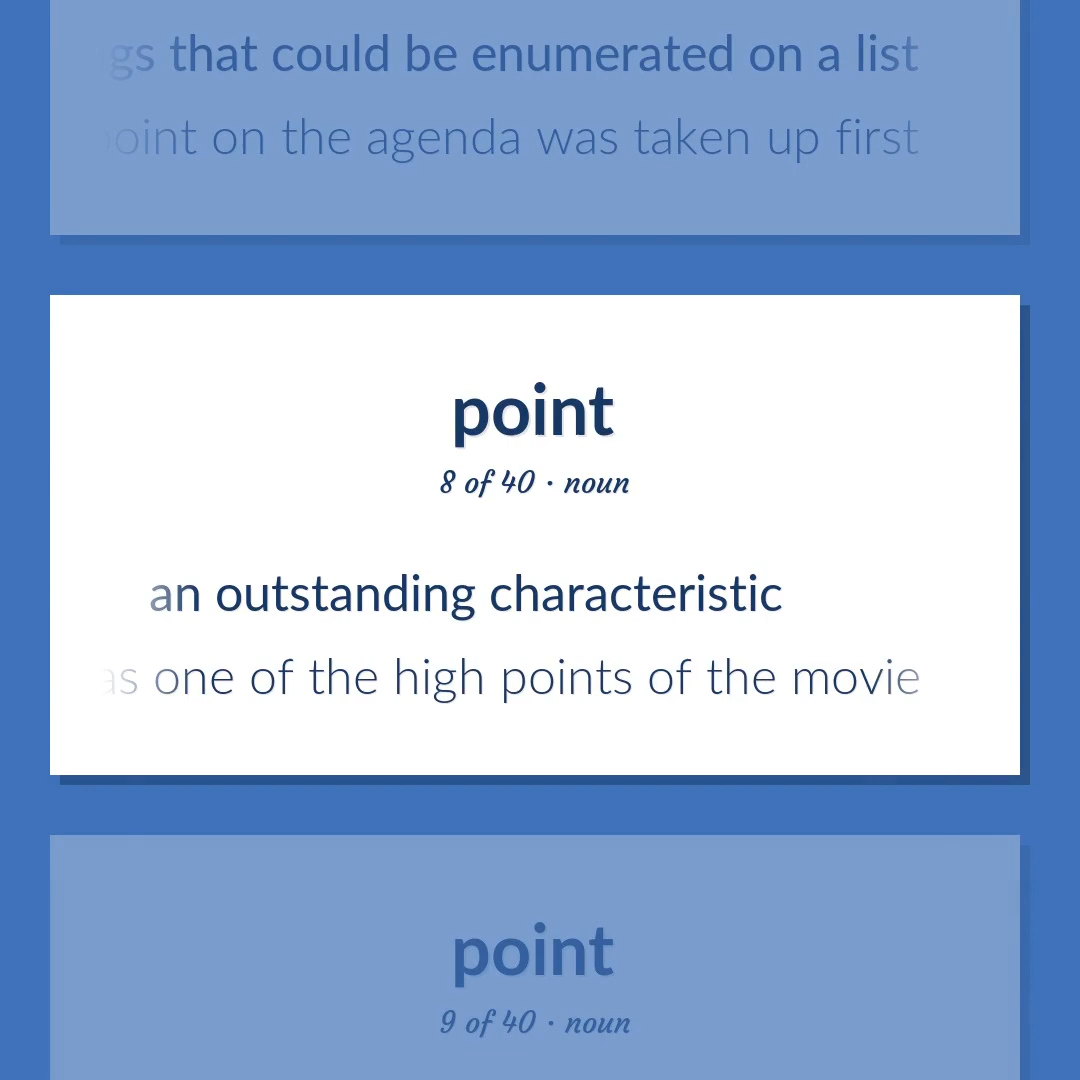 that could be enumerated on a list
on the agenda was taken up first
point
8 of 40 · noun
an outstanding characteristic
one of the high points of the movie
point
9 of 40 · noun